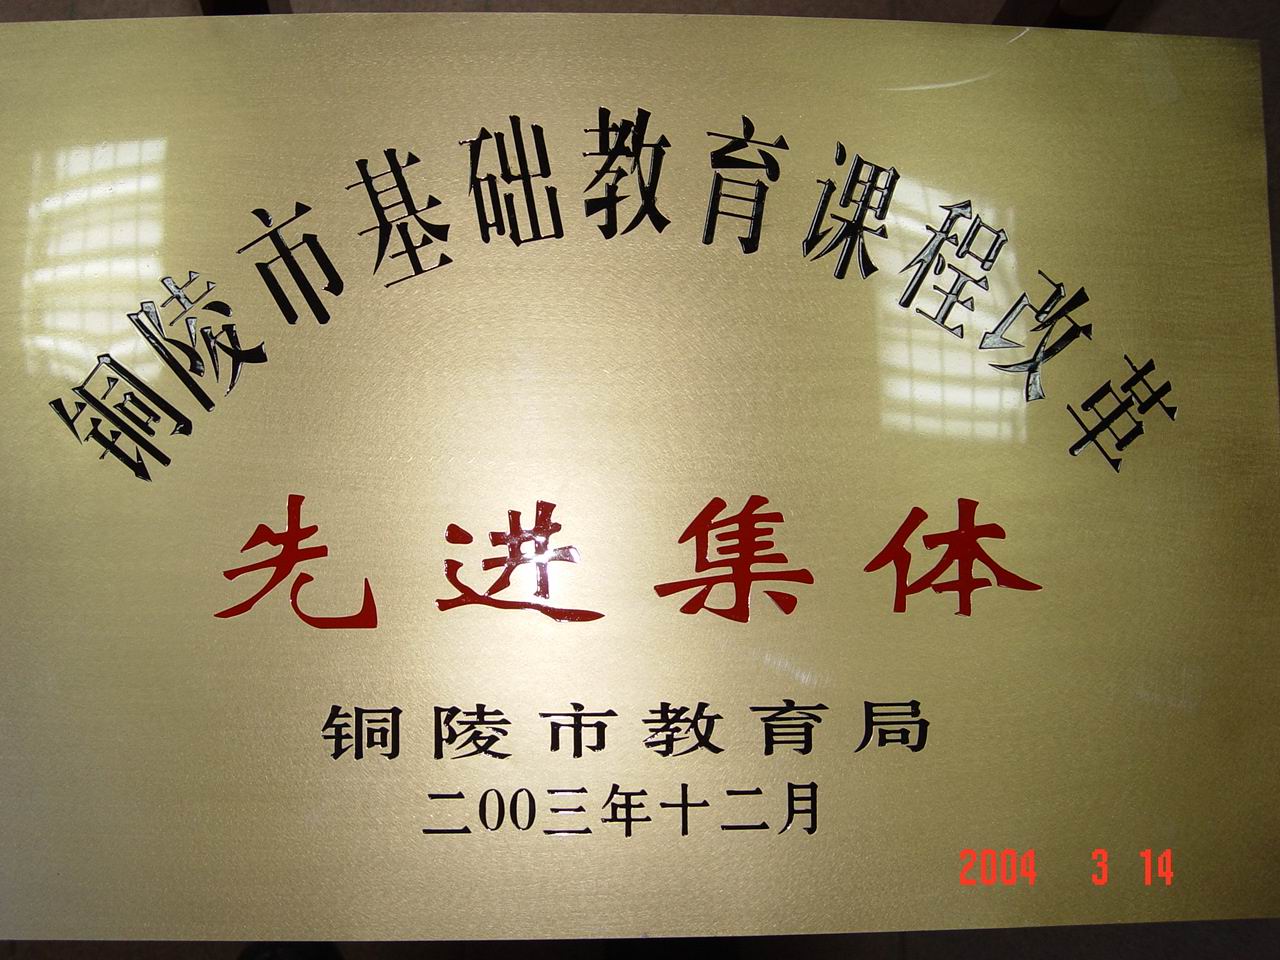 铜陵市基础教育课程改革
先进集体
铜陵市教育局
二00三年十二月
2004 3 14